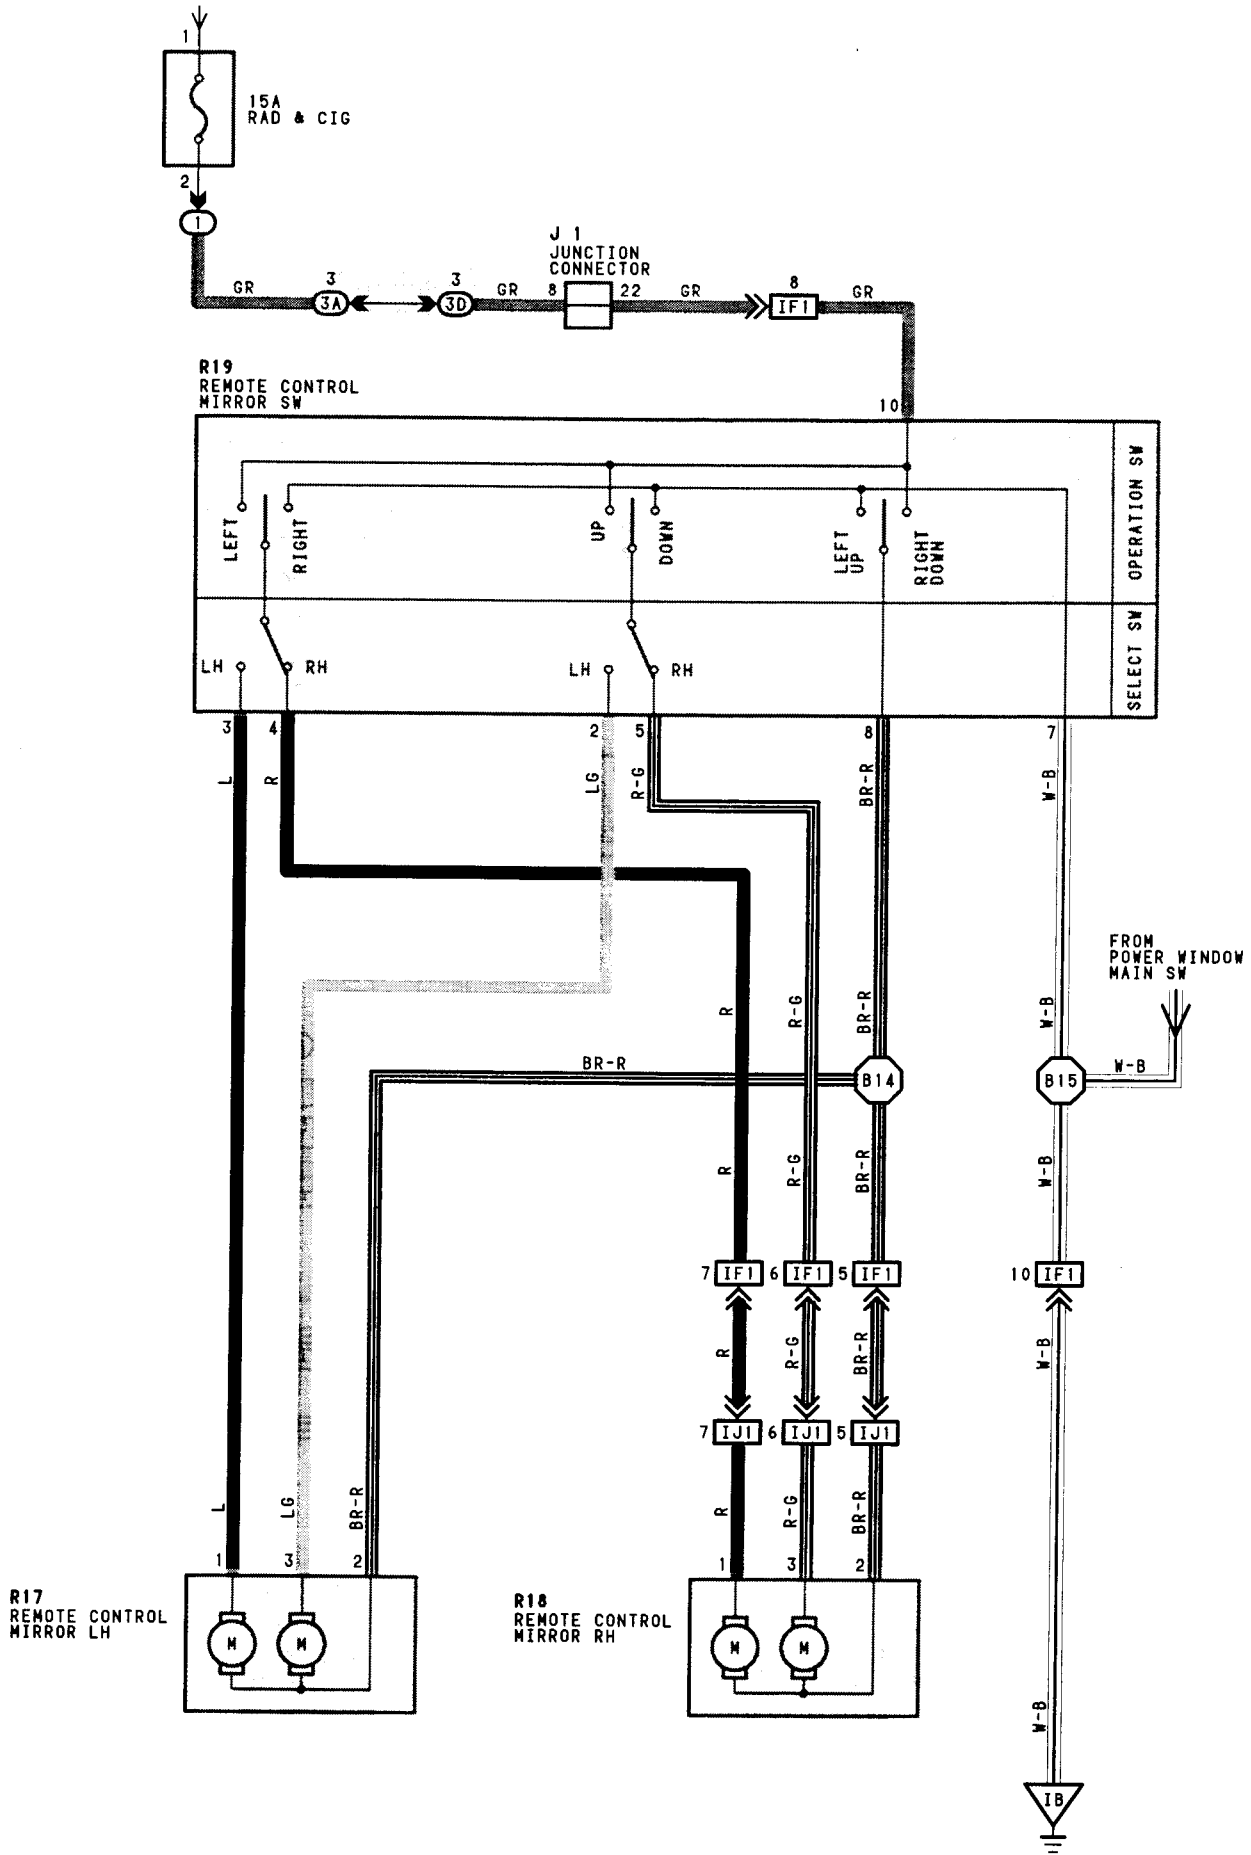 1
15A
RAD & CIG
2
1
GR
3
3A
3
3D
GR
8
J 1
JUNCTION
CONNECTOR
22
GR
8
IF1
GR
R19
REMOTE CONTROL
MIRROR SW
10
LEFT
RIGHT
UP
DOWN
LEFT
UP
RIGHT
DOWN
OPERATION SW
LH
RH
LH
RH
SELECT SW
3
4
2
5
8
7
L
R
LG
R-G
BR-R
W-B
FROM
POWER WINDOW
MAIN SW
R
R-G
BR-R
W-B
BR-R
B14
B15
W-B
R
R-G
BR-R
W-B
7 IF1
6 IF1
5 IF1
10 IF1
R
R-G
BR-R
W-B
7 IJ1
6 IJ1
5 IJ1
L
LG
BR-R
R
R-G
BR-R
1
3
2
1
3
2
R17
REMOTE CONTROL
MIRROR LH
M
M
R18
REMOTE CONTROL
MIRROR RH
M
M
W-B
IB